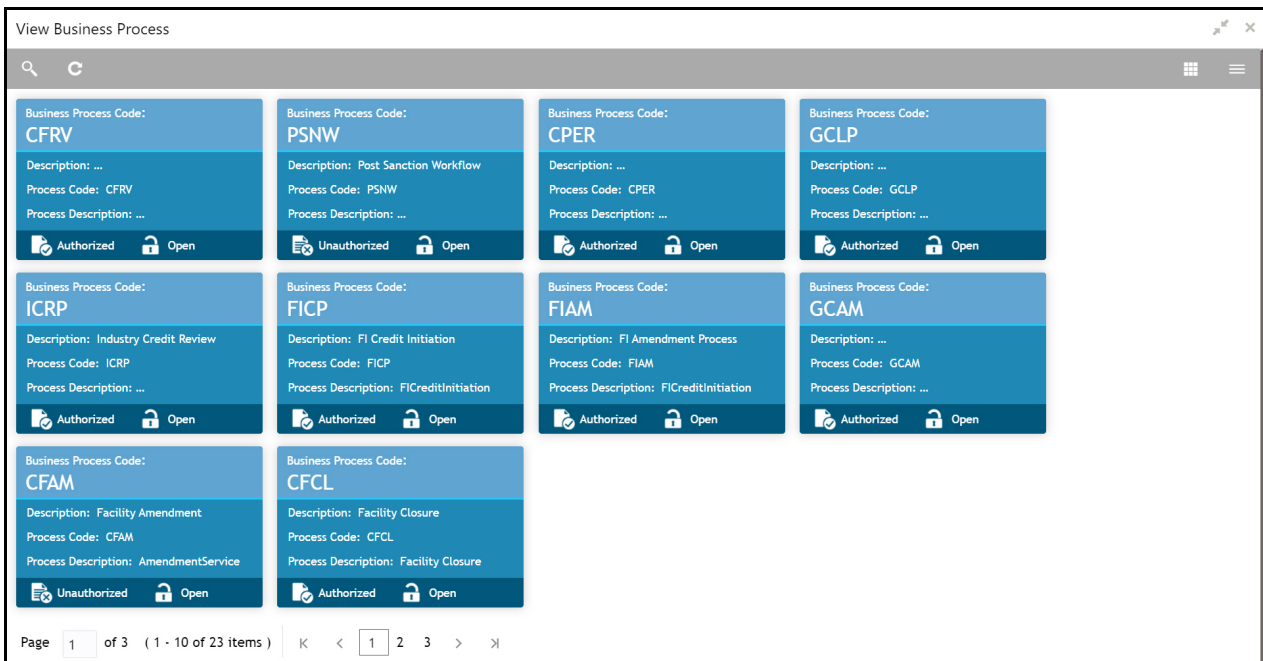 View Business Process
Business Process Code:
CFRV
Description: ...
Process Code: CFRV
Process Description: ...
Authorized Open
Business Process Code:
PSNW
Description: Post Sanction Workflow
Process Code: PSNW
Process Description: ...
Unauthorized Open
Business Process Code:
CPER
Description: ...
Process Code: CPER
Process Description: ...
Authorized Open
Business Process Code:
GCLP
Description: ...
Process Code: GCLP
Process Description: ...
Authorized Open
Business Process Code:
ICRP
Description: Industry Credit Review
Process Code: ICRP
Process Description: ...
Authorized Open
Business Process Code:
FICP
Description: FI Credit Initiation
Process Code: FICP
Process Description: FICreditInitiation
Authorized Open
Business Process Code:
FIAM
Description: FI Amendment Process
Process Code: FIAM
Process Description: FICreditInitiation
Authorized Open
Business Process Code:
GCAM
Description: ...
Process Code: GCAM
Process Description: ...
Authorized Open
Business Process Code:
CFAM
Description: Facility Amendment
Process Code: CFAM
Process Description: AmendmentService
Unauthorized Open
Business Process Code:
CFCL
Description: Facility Closure
Process Code: CFCL
Process Description: Facility Closure
Authorized Open
Page 1 of 3 ( 1 - 10 of 23 items ) 1 2 3